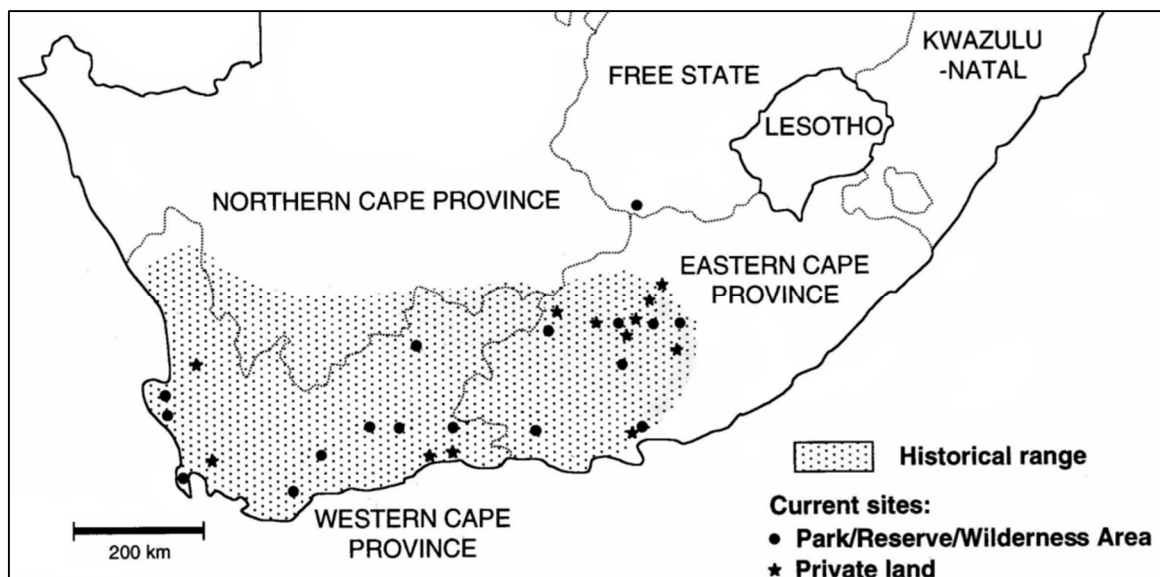 KWAZULU
-NATAL
FREE STATE
LESOTHO
NORTHERN CAPE PROVINCE
EASTERN CAPE
PROVINCE
WESTERN CAPE
PROVINCE
200 km
Historical range
Current sites:
Park/Reserve/Wilderness Area
Private land